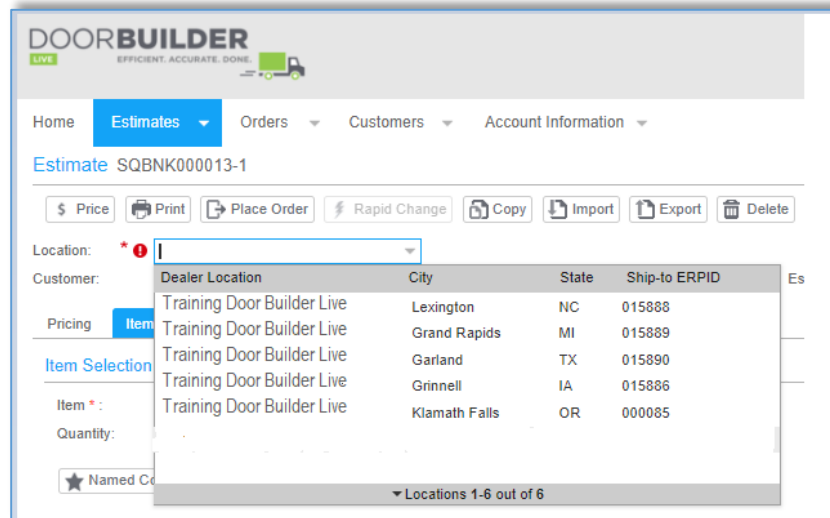 DOORBUILDER
LIVE EFFICIENT. ACCURATE. DONE.
Home Estimates Orders Customers Account Information
Estimate SQBNK000013-1
$ Price Print Place Order Rapid Change Copy Import Export Delete
Location: *
Customer: Es
Dealer Location City State Ship-to ERPID
Training Door Builder Live Lexington NC 015888
Training Door Builder Live Grand Rapids MI 015889
Training Door Builder Live Garland TX 015890
Training Door Builder Live Grinnell IA 015886
Training Door Builder Live Klamath Falls OR 000085
Locations 1-6 out of 6
Pricing Item
Item Selection
Item * :
Quantity:
Named Co